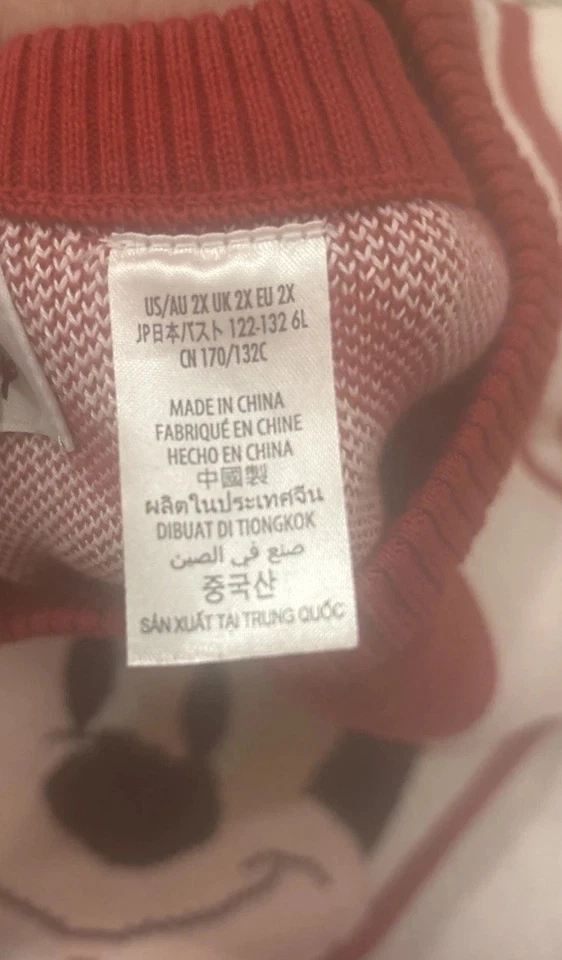 US/AU 2X UK 2X EU 2X
JP日本バスト 122-132 6L
CN 170/132C
MADE IN CHINA
FABRIQUÉ EN CHINE
HECHO EN CHINA
中國製
ผลิตในประเทศจีน
DIBUAT DI TIONGKOK
صنع في الصين
중국산
SẢN XUẤT TẠI TRUNG QUỐC